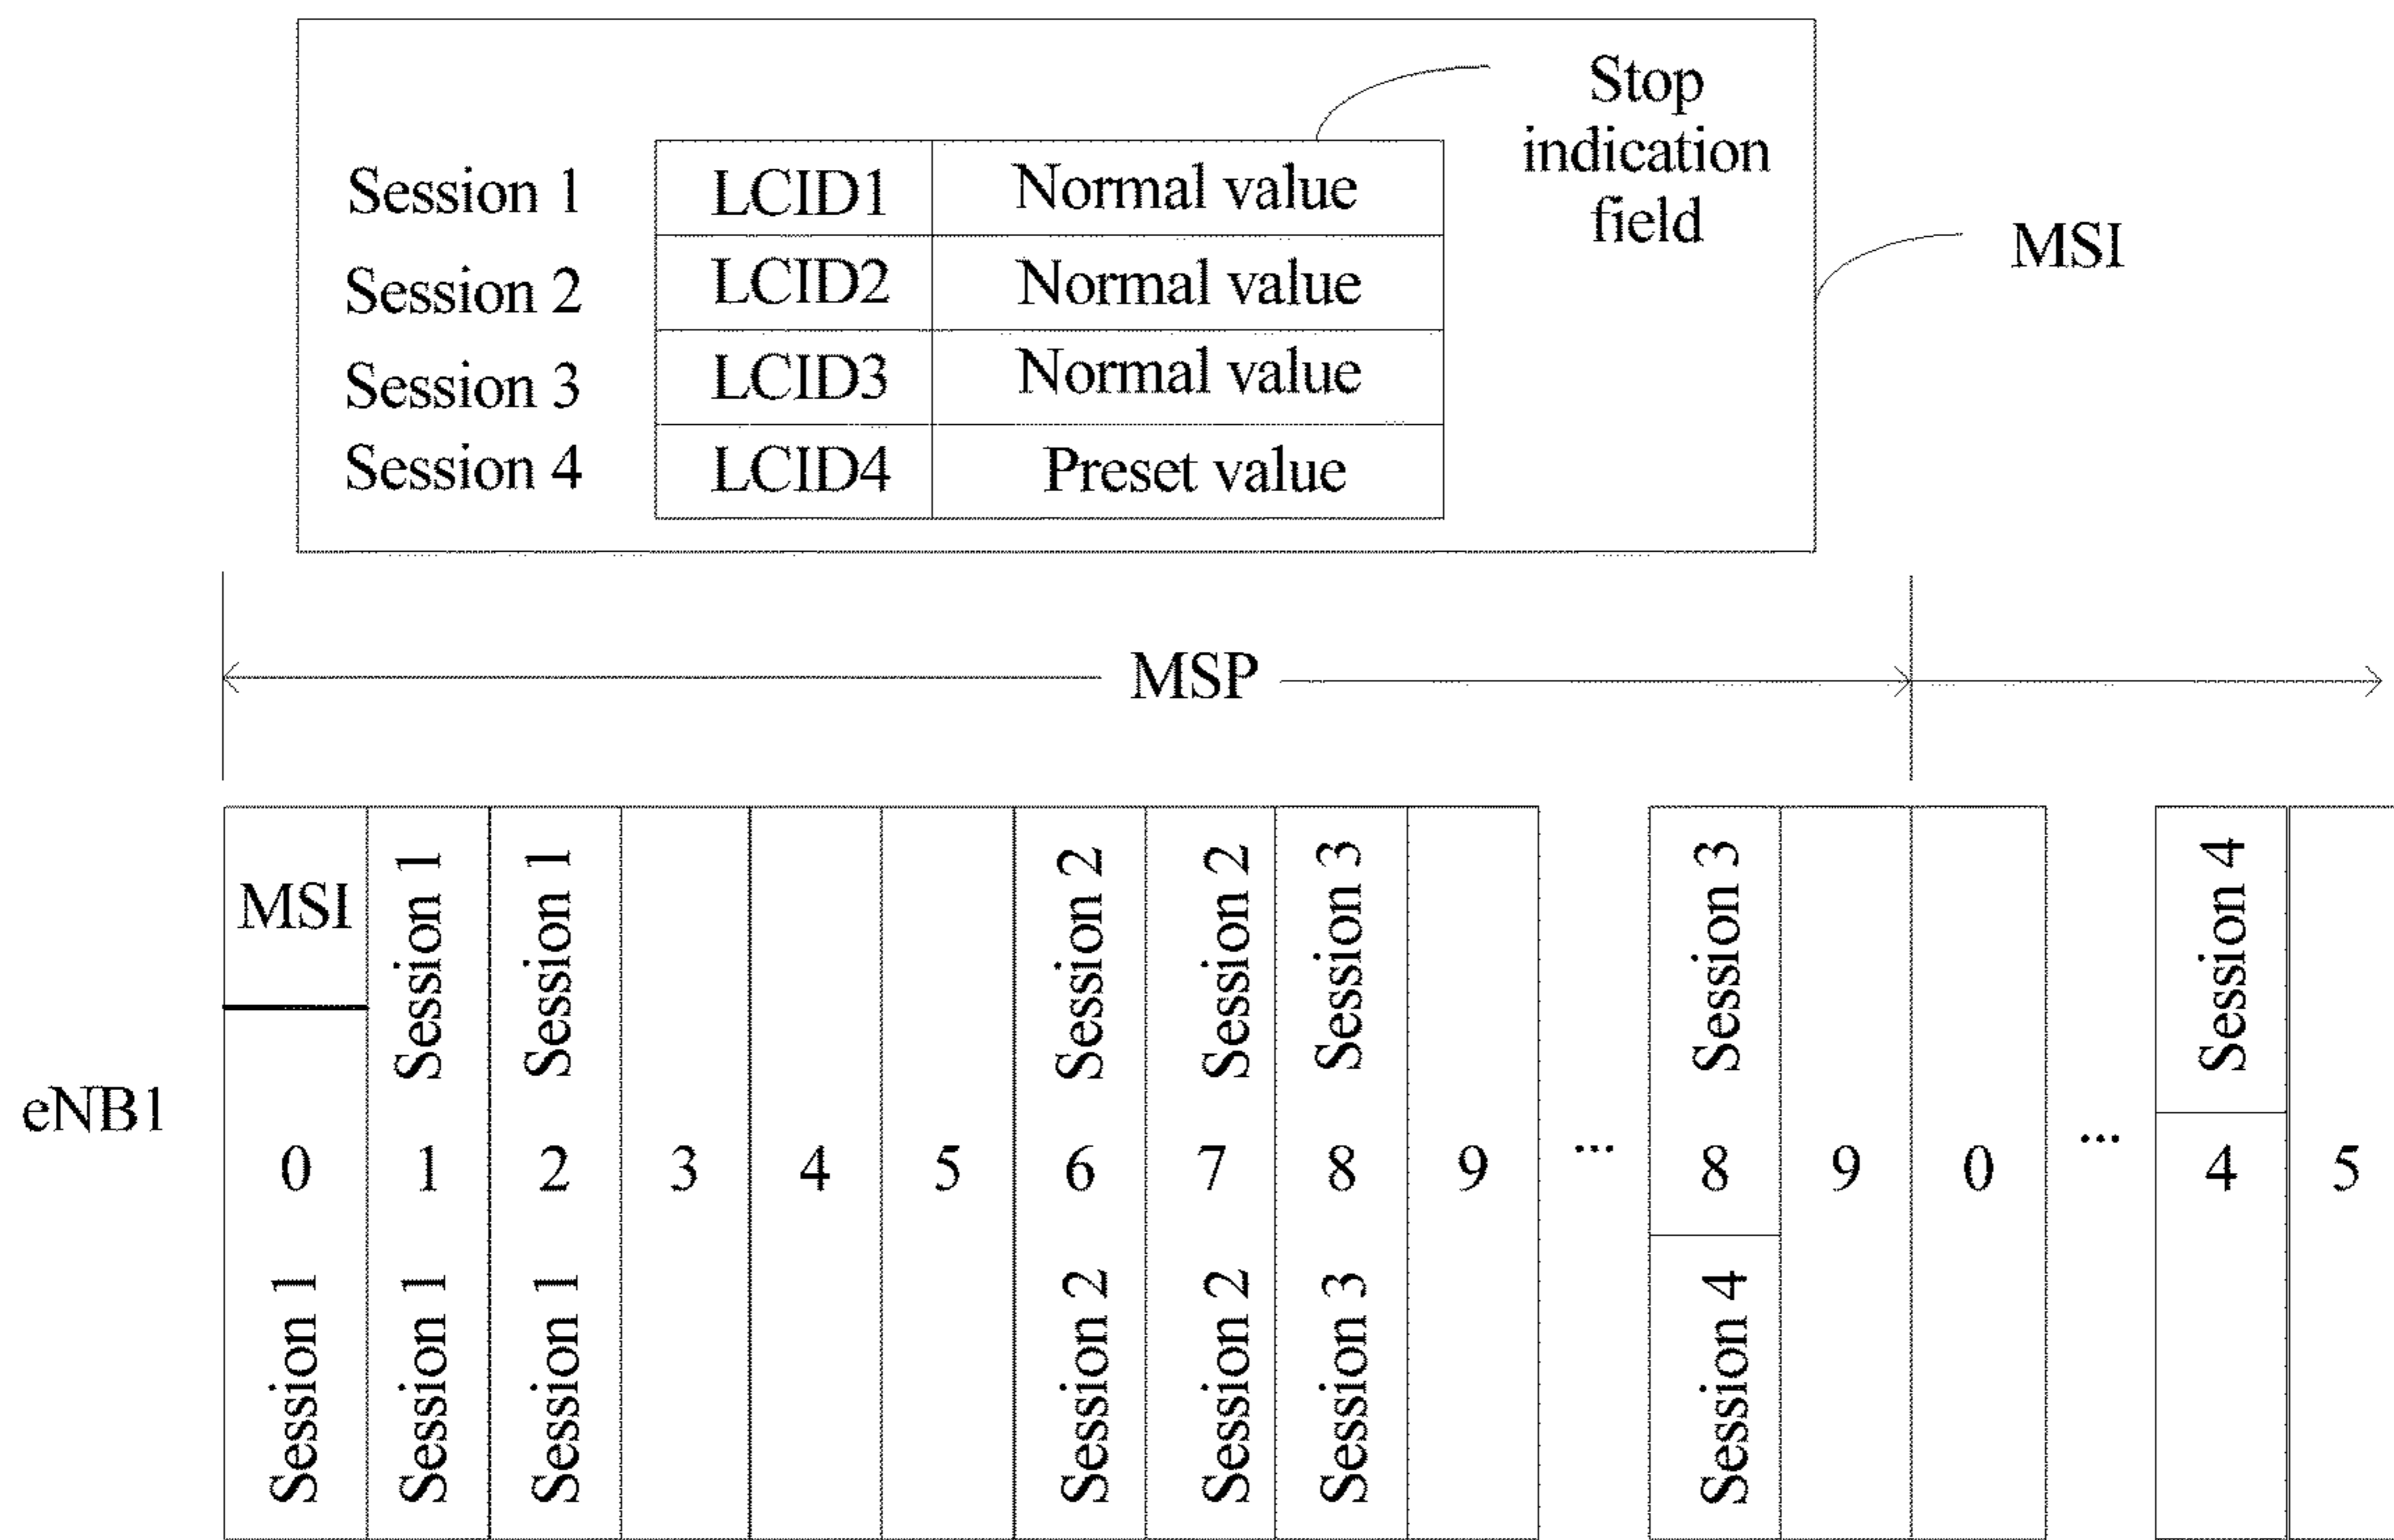 Stop
indication
field
MSI
Session 1 LCID1 Normal value
Session 2 LCID2 Normal value
Session 3 LCID3 Normal value
Session 4 LCID4 Preset value
MSP
eNB1
MSI
Session 1
Session 1
Session 2
Session 2
Session 3
Session 3
Session 4
0 1 2 3 4 5 6 7 8 9 ... 8 9 0 ... 4 5
Session 1
Session 1
Session 1
Session 2
Session 2
Session 3
Session 4